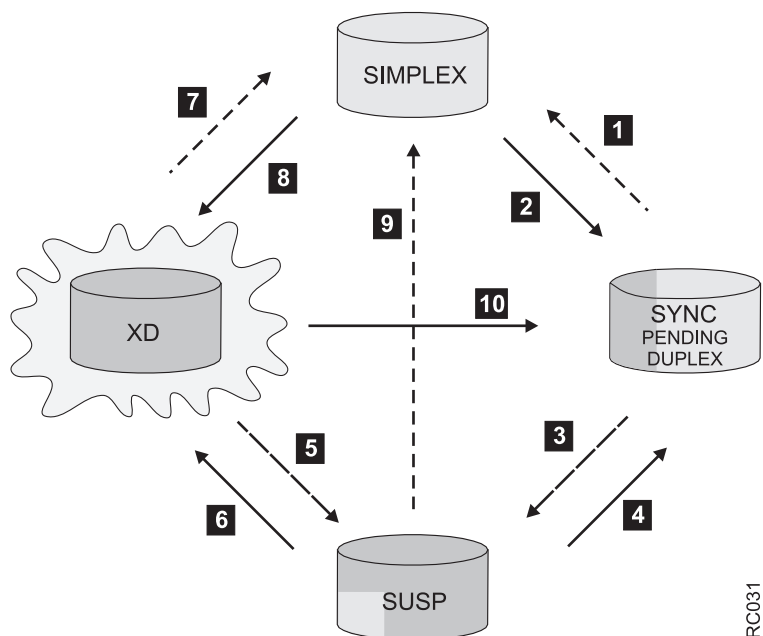 SIMPLEX
7
1
8
2
9
XD
10
SYNC
PENDING
DUPLEX
5
3
6
4
SUSP
RC031